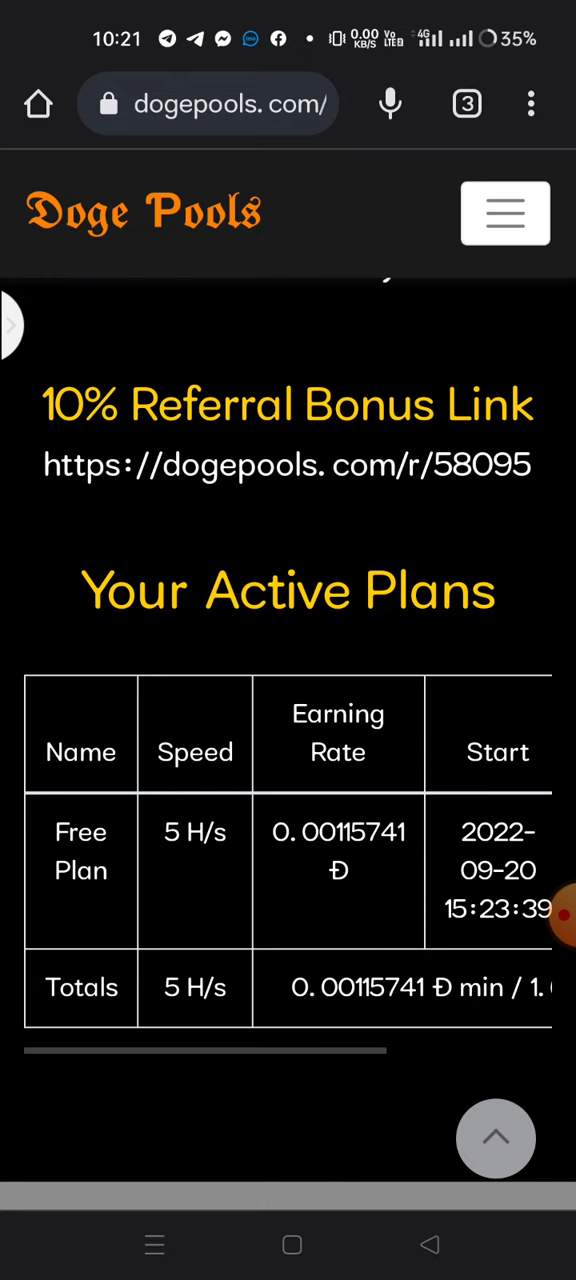 10:21 0.00 KB/S Vo LTE2 4G 35%
dogepools. com/ 3
Doge Pools
10% Referral Bonus Link
https://dogepools. com/r/58095
Your Active Plans
Name Speed Earning Rate Start
Free Plan 5 H/s 0. 00115741 Ð 2022-09-20 15:23:39
Totals 5 H/s 0. 00115741 Ð min / 1.